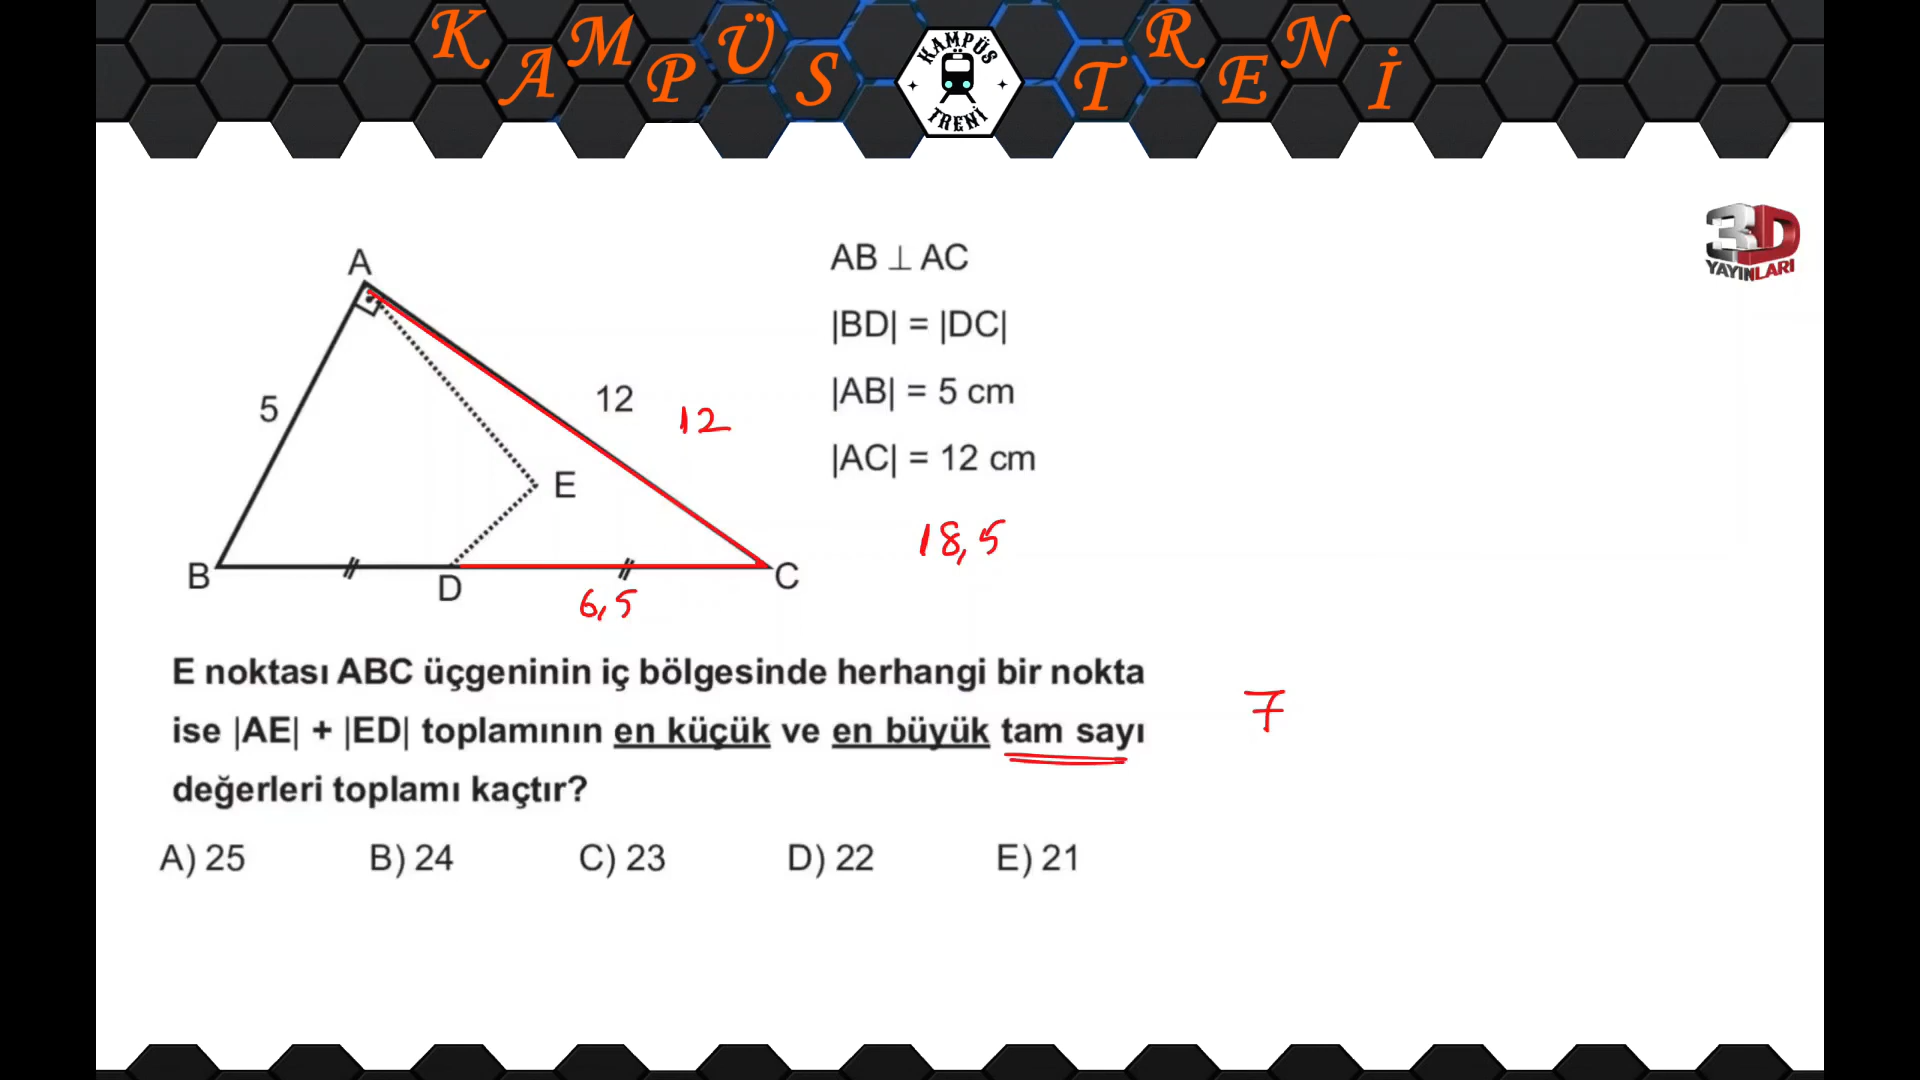 KAMPÜS TRENİ
KAMPÜS
TRENİ
3D
YAYINLARI
A
5
12
12
E
B
D
C
6,5
AB ⊥ AC
|BD| = |DC|
|AB| = 5 cm
|AC| = 12 cm
18,5
E noktası ABC üçgeninin iç bölgesinde herhangi bir nokta
ise |AE| + |ED| toplamının en küçük ve en büyük tam sayı
değerleri toplamı kaçtır?
7
A) 25 B) 24 C) 23 D) 22 E) 21